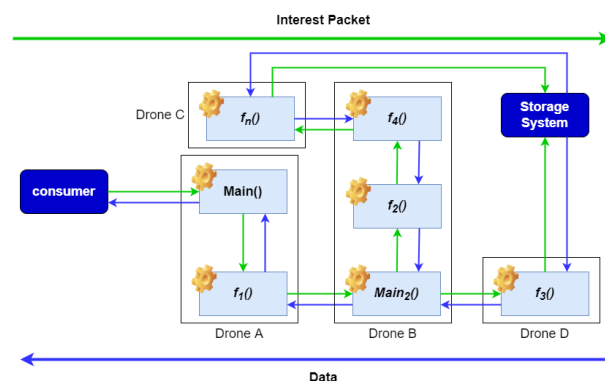 Interest Packet
Drone C
fn()
f4()
Storage
System
consumer
Main()
f2()
f1()
Main2()
f3()
Drone A
Drone B
Drone D
Data